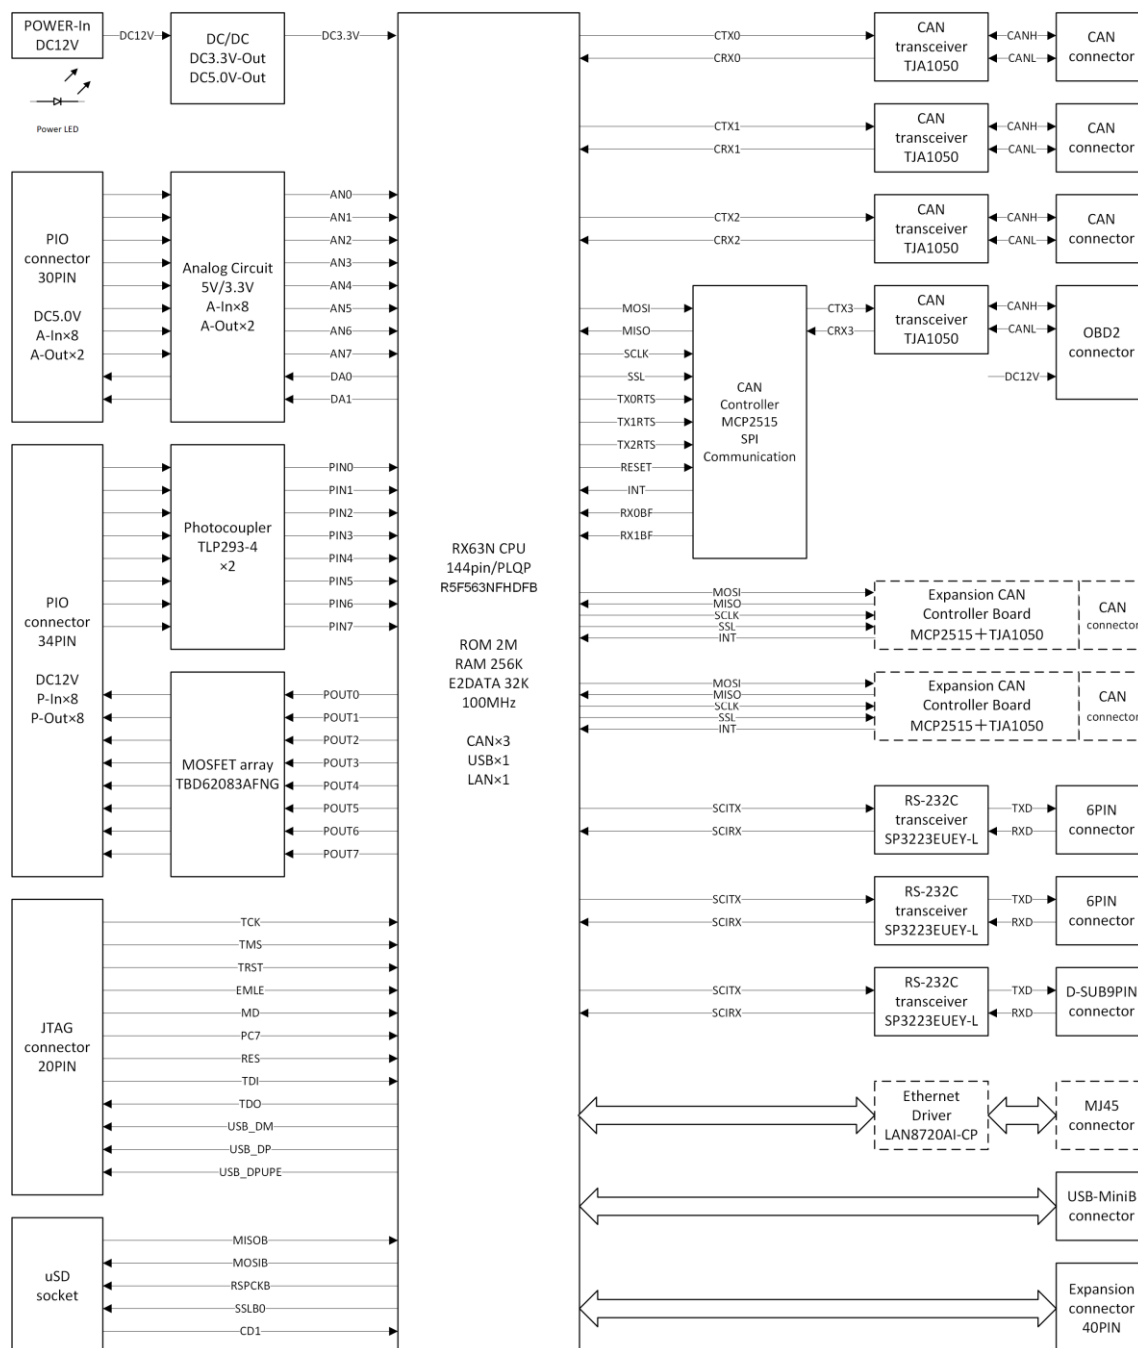 POWER-In
DC12V
DC12V
DC/DC
DC3.3V-Out
DC5.0V-Out
DC3.3V
Power LED
PIO
connector
30PIN
DC5.0V
A-In×8
A-Out×2
Analog Circuit
5V/3.3V
A-In×8
A-Out×2
AN0
AN1
AN2
AN3
AN4
AN5
AN6
AN7
DA0
DA1
PIO
connector
34PIN
DC12V
P-In×8
P-Out×8
Photocoupler
TLP293-4
×2
PIN0
PIN1
PIN2
PIN3
PIN4
PIN5
PIN6
PIN7
MOSFET array
TBD62083AFNG
POUT0
POUT1
POUT2
POUT3
POUT4
POUT5
POUT6
POUT7
JTAG
connector
20PIN
TCK
TMS
TRST
EMLE
MD
PC7
RES
TDI
TDO
USB_DM
USB_DP
USB_DPUPE
uSD
socket
MISOB
MOSIB
RSPCKB
SSLB0
CD1
RX63N CPU
144pin/PLQP
R5F563NFHDFB
ROM 2M
RAM 256K
E2DATA 32K
100MHz
CAN×3
USB×1
LAN×1
CTX0
CRX0
CAN
transceiver
TJA1050
CANH
CANL
CAN
connector
CTX1
CRX1
CAN
transceiver
TJA1050
CANH
CANL
CAN
connector
CTX2
CRX2
CAN
transceiver
TJA1050
CANH
CANL
CAN
connector
MOSI
MISO
SCLK
SSL
TX0RTS
TX1RTS
TX2RTS
RESET
INT
RX0BF
RX1BF
CAN
Controller
MCP2515
SPI
Communication
CTX3
CRX3
CAN
transceiver
TJA1050
CANH
CANL
DC12V
OBD2
connector
MOSI
MISO
SCLK
SSL
INT
Expansion CAN
Controller Board
MCP2515＋TJA1050
CAN
connector
MOSI
MISO
SCLK
SSL
INT
Expansion CAN
Controller Board
MCP2515＋TJA1050
CAN
connector
SCITX
SCIRX
RS-232C
transceiver
SP3223EUEY-L
TXD
RXD
6PIN
connector
SCITX
SCIRX
RS-232C
transceiver
SP3223EUEY-L
TXD
RXD
6PIN
connector
SCITX
SCIRX
RS-232C
transceiver
SP3223EUEY-L
TXD
RXD
D-SUB9PIN
connector
Ethernet
Driver
LAN8720AI-CP
MJ45
connector
USB-MiniB
connector
Expansion
connector
40PIN